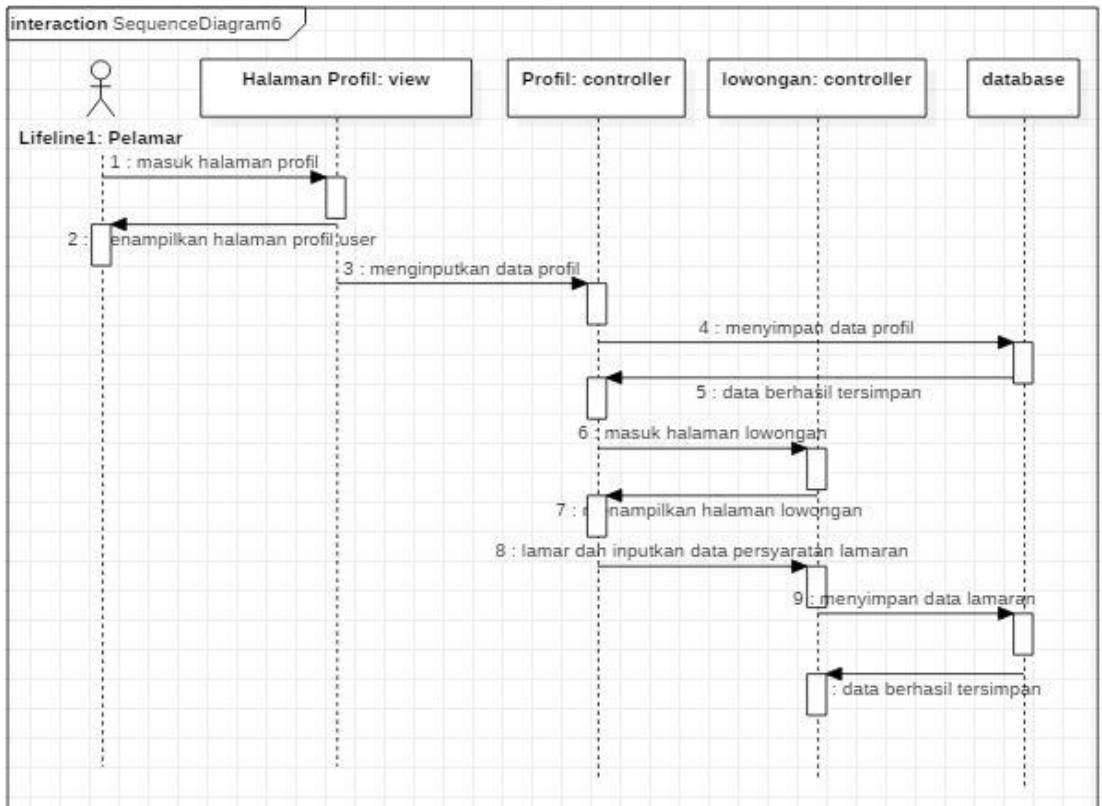 interaction SequenceDiagram6
Halaman Profil: view
Profil: controller
lowongan: controller
database
Lifeline1: Pelamar
1 : masuk halaman profil
2 : enampilkan halaman profil user
3 : menginputkan data profil
4 : menyimpan data profil
5 : data berhasil tersimpan
6 : masuk halaman lowongan
7 : nampilkan halaman lowongan
8 : lamar dan inputkan data persyaratan lamaran
9 : menyimpan data lamaran
: data berhasil tersimpan